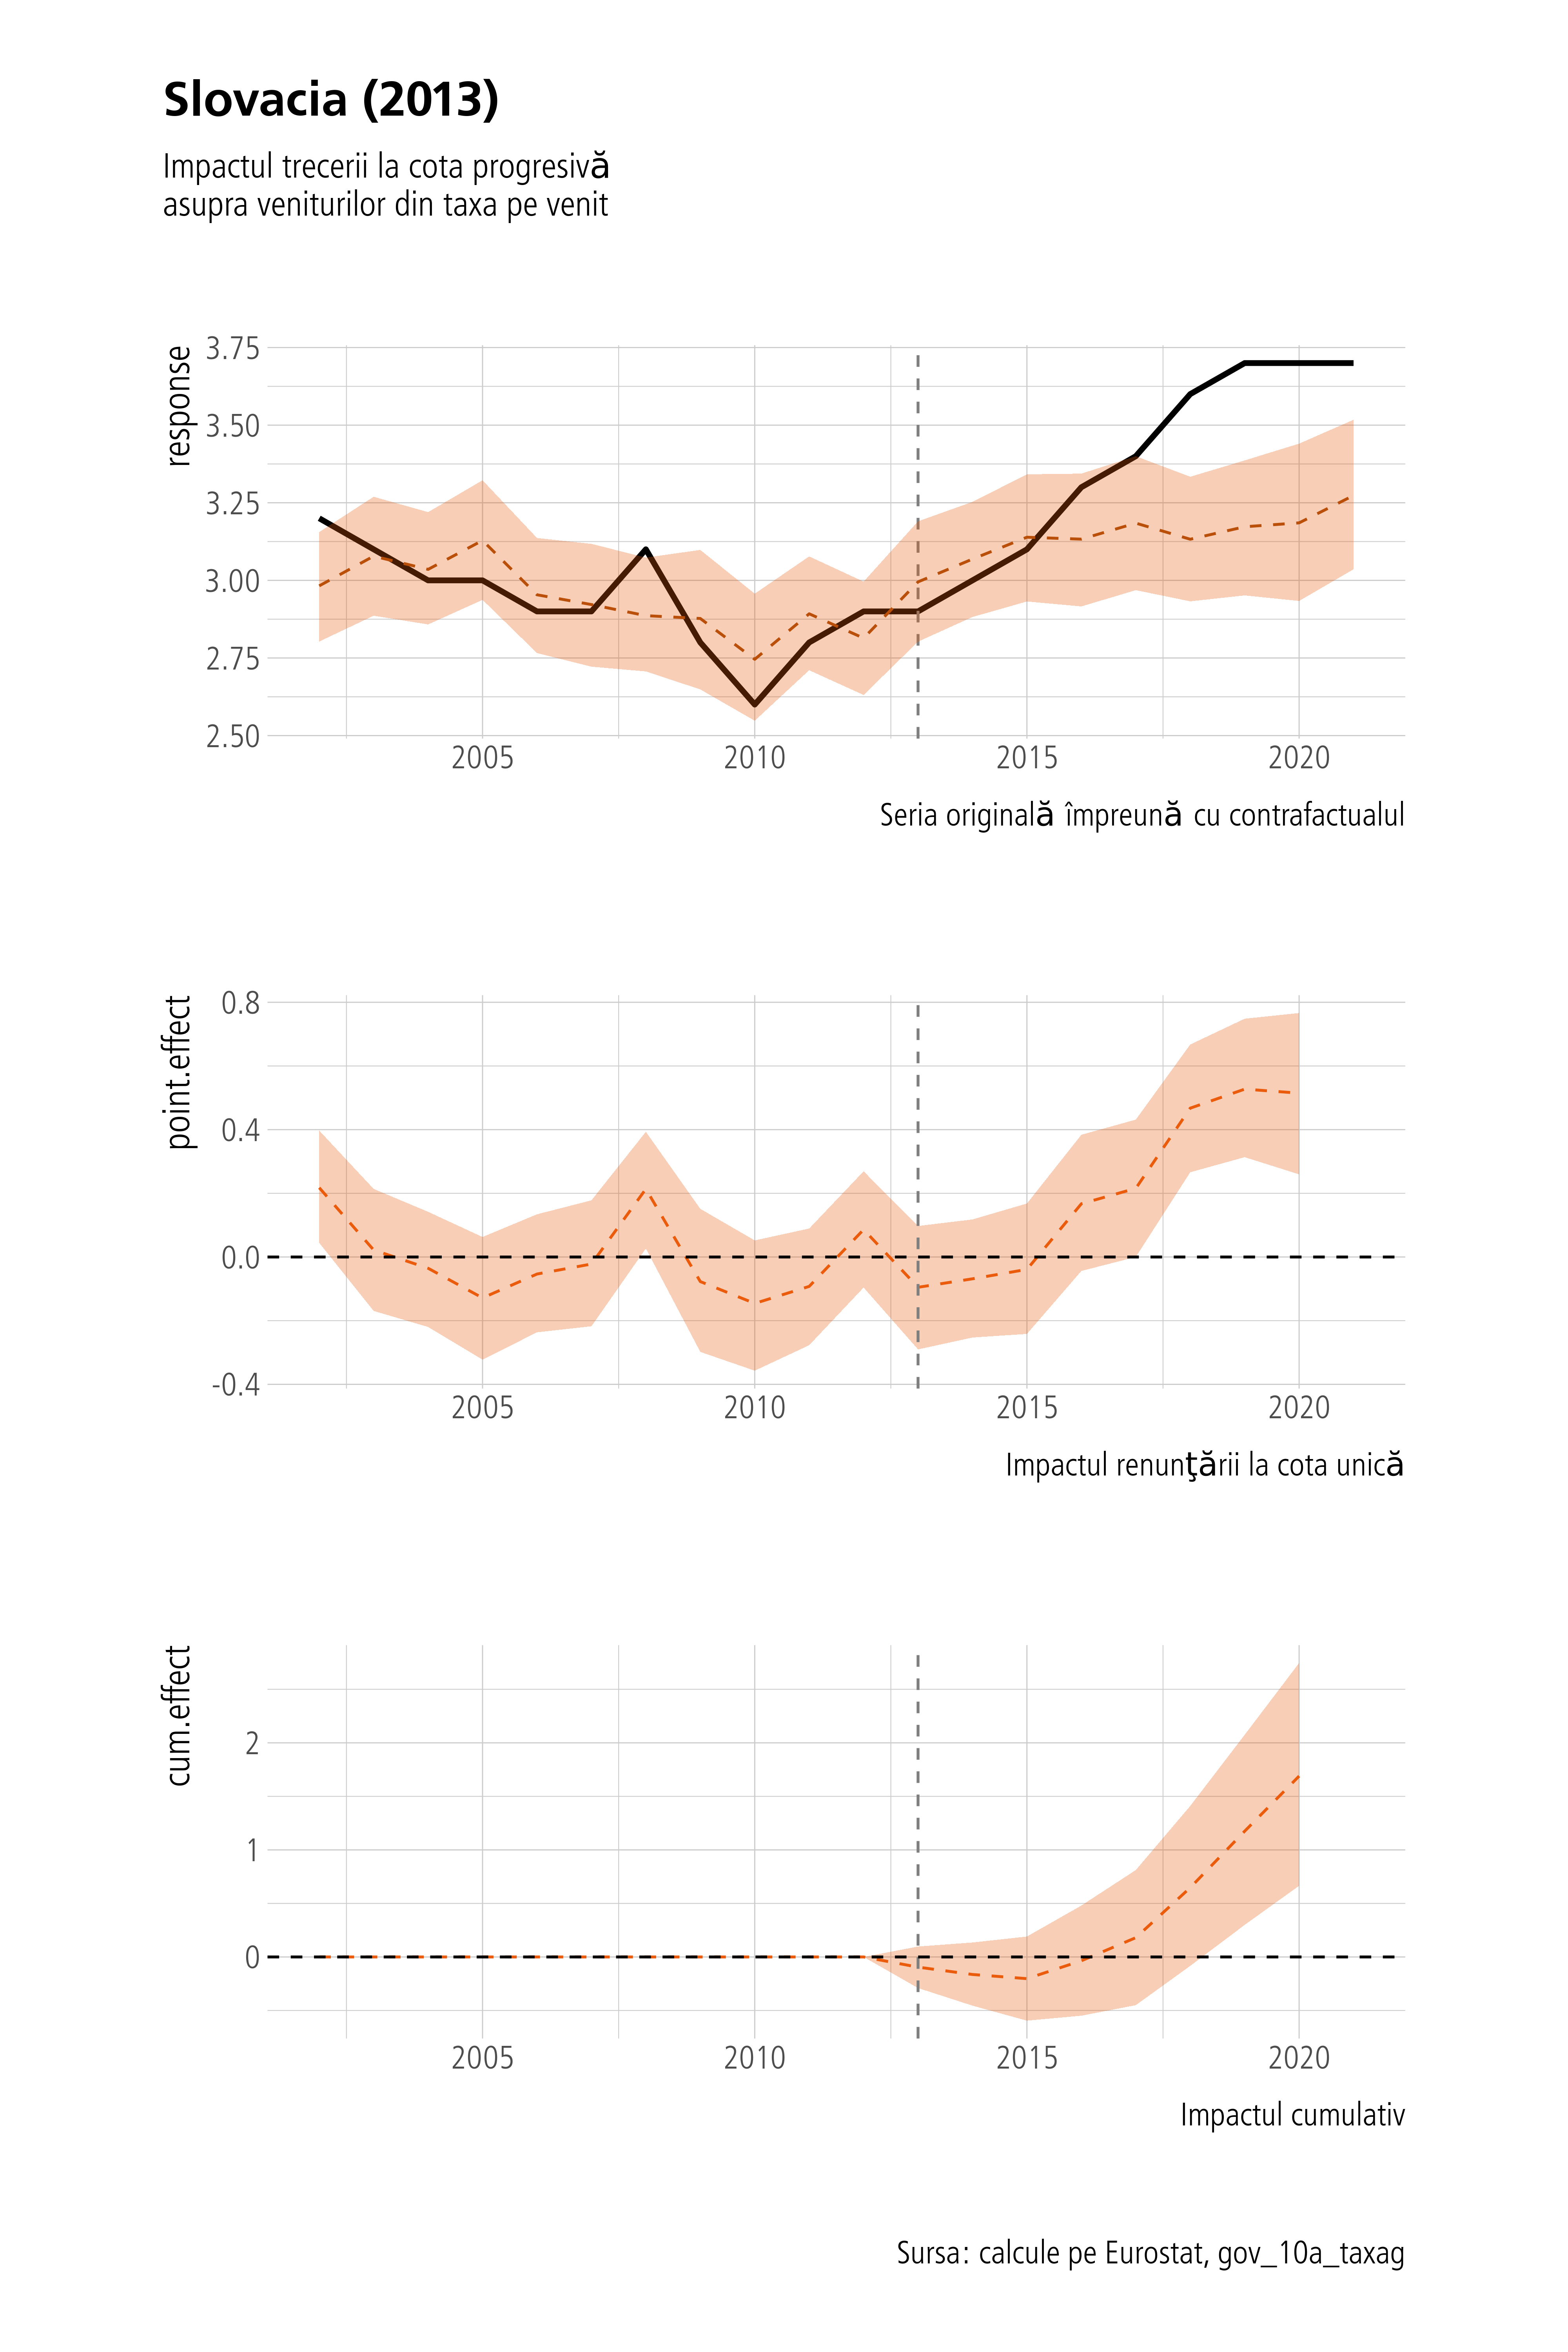 Slovacia (2013)
Impactul trecerii la cota progresivă
asupra veniturilor din taxa pe venit
response
3.75
3.50
3.25
3.00
2.75
2.50
2005 2010 2015 2020
Seria originală împreună cu contrafactualul
point.effect
0.8
0.4
0.0
-0.4
2005 2010 2015 2020
Impactul renunţării la cota unică
cum.effect
2
1
0
2005 2010 2015 2020
Impactul cumulativ
Sursa: calcule pe Eurostat, gov_10a_taxag